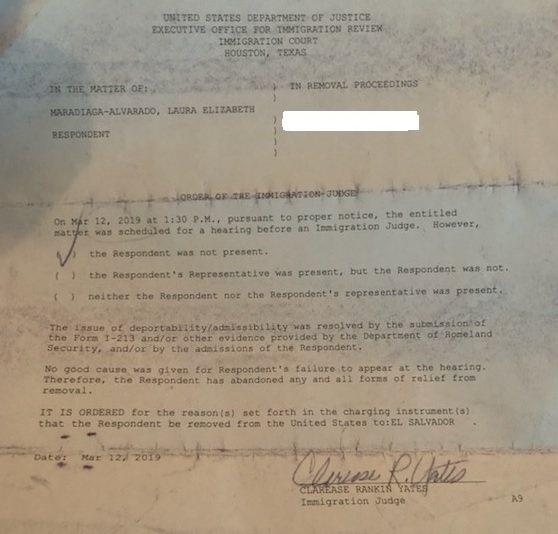 UNITED STATES DEPARTMENT OF JUSTICE
EXECUTIVE OFFICE FOR IMMIGRATION REVIEW
IMMIGRATION COURT
HOUSTON, TEXAS
IN THE MATTER OF: ) IN REMOVAL PROCEEDINGS
)
MARADIAGA-ALVARADO, LAURA ELIZABETH )
)
RESPONDENT )
)
ORDER OF THE IMMIGRATION JUDGE
On Mar 12, 2019 at 1:30 P.M., pursuant to proper notice, the entitled
matter was scheduled for a hearing before an Immigration Judge. However,
(✓) the Respondent was not present.
( ) the Respondent's Representative was present, but the Respondent was not.
( ) neither the Respondent nor the Respondent's representative was present.
The issue of deportability/admissibility was resolved by the submission of
the Form I-213 and/or other evidence provided by the Department of Homeland
Security, and/or by the admissions of the Respondent.
No good cause was given for Respondent's failure to appear at the hearing.
Therefore, the Respondent has abandoned any and all forms of relief from
removal.
IT IS ORDERED for the reason(s) set forth in the charging instrument(s)
that the Respondent be removed from the United States to:EL SALVADOR .
Date: Mar 12, 2019
Clarease R. Yates
CLAREASE RANKIN YATES
Immigration Judge A9